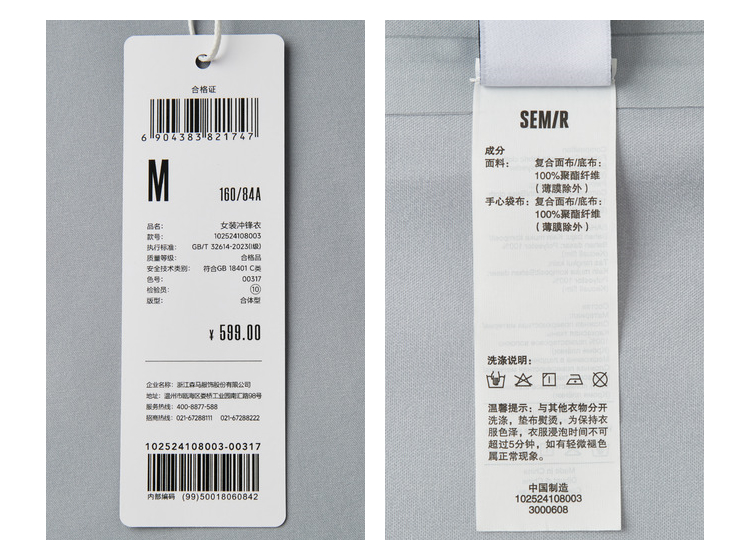 合格证
6 904383 821747
M
160/84A
品名: 女装冲锋衣
款号: 102524108003
执行标准: GB/T 32614-2023(I级)
质量等级: 合格品
安全技术类别: 符合GB 18401 C类
色号: 00317
检验员: 10
版型: 合体型
¥ 599.00
企业名称: 浙江森马服饰股份有限公司
地址: 温州市瓯海区娄桥工业园南汇路98号
服务热线: 400-8877-588
招商热线: 021-67288111 021-67288222
102524108003-00317
内部编码 (99)50018060842
SEMIR
成分
面料: 复合面布/底布:
100%聚酯纤维
(薄膜除外)
手心袋布: 复合面布/底布:
100%聚酯纤维
(薄膜除外)
洗涤说明:
温馨提示: 与其他衣物分开
洗涤, 垫布熨烫, 为保持衣
服色泽, 衣服浸泡时间不可
超过5分钟, 如有轻微褪色
属正常现象。
中国制造
102524108003
3000608